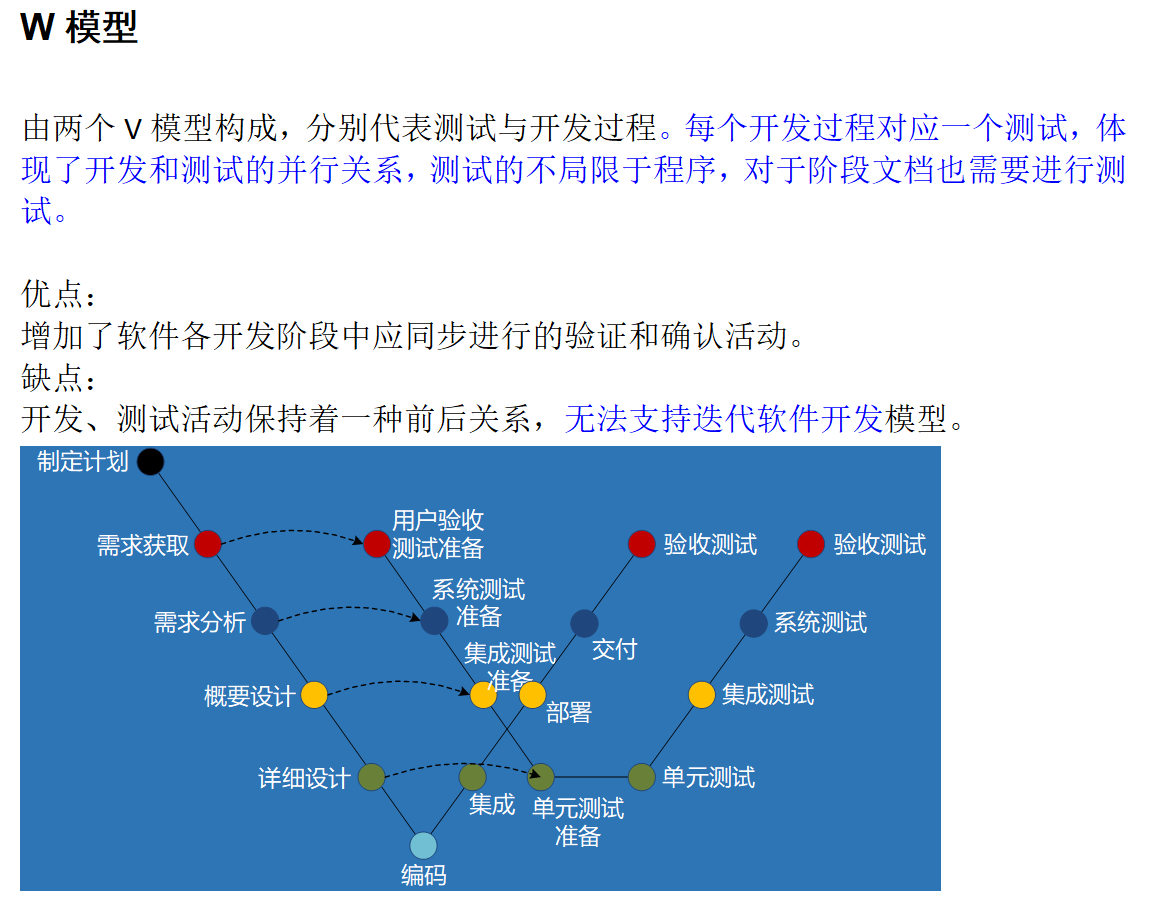 W 模型
由两个 V 模型构成，分别代表测试与开发过程。每个开发过程对应一个测试，体
现了开发和测试的并行关系，测试的不局限于程序，对于阶段文档也需要进行测
试。
优点：
增加了软件各开发阶段中应同步进行的验证和确认活动。
缺点：
开发、测试活动保持着一种前后关系，无法支持迭代软件开发模型。
制定计划
需求获取
用户验收
测试准备
验收测试
验收测试
需求分析
系统测试
准备
交付
系统测试
概要设计
集成测试
准备
部署
集成测试
详细设计
集成
单元测试
准备
单元测试
编码